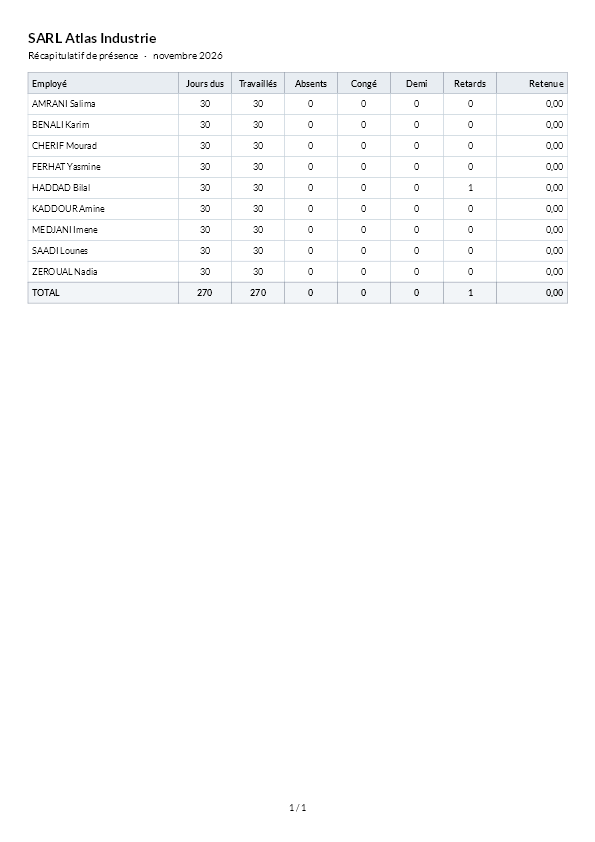 SARL Atlas Industrie
Récapitulatif de présence · novembre 2026
Employé Jours dus Travaillés Absents Congé Demi Retards Retenue
AMRANI Salima 30 30 0 0 0 0 0,00
BENALI Karim 30 30 0 0 0 0 0,00
CHERIF Mourad 30 30 0 0 0 0 0,00
FERHAT Yasmine 30 30 0 0 0 0 0,00
HADDAD Bilal 30 30 0 0 0 1 0,00
KADDOUR Amine 30 30 0 0 0 0 0,00
MEDJANI Imene 30 30 0 0 0 0 0,00
SAADI Lounes 30 30 0 0 0 0 0,00
ZEROUAL Nadia 30 30 0 0 0 0 0,00
TOTAL 270 270 0 0 0 1 0,00
1 / 1